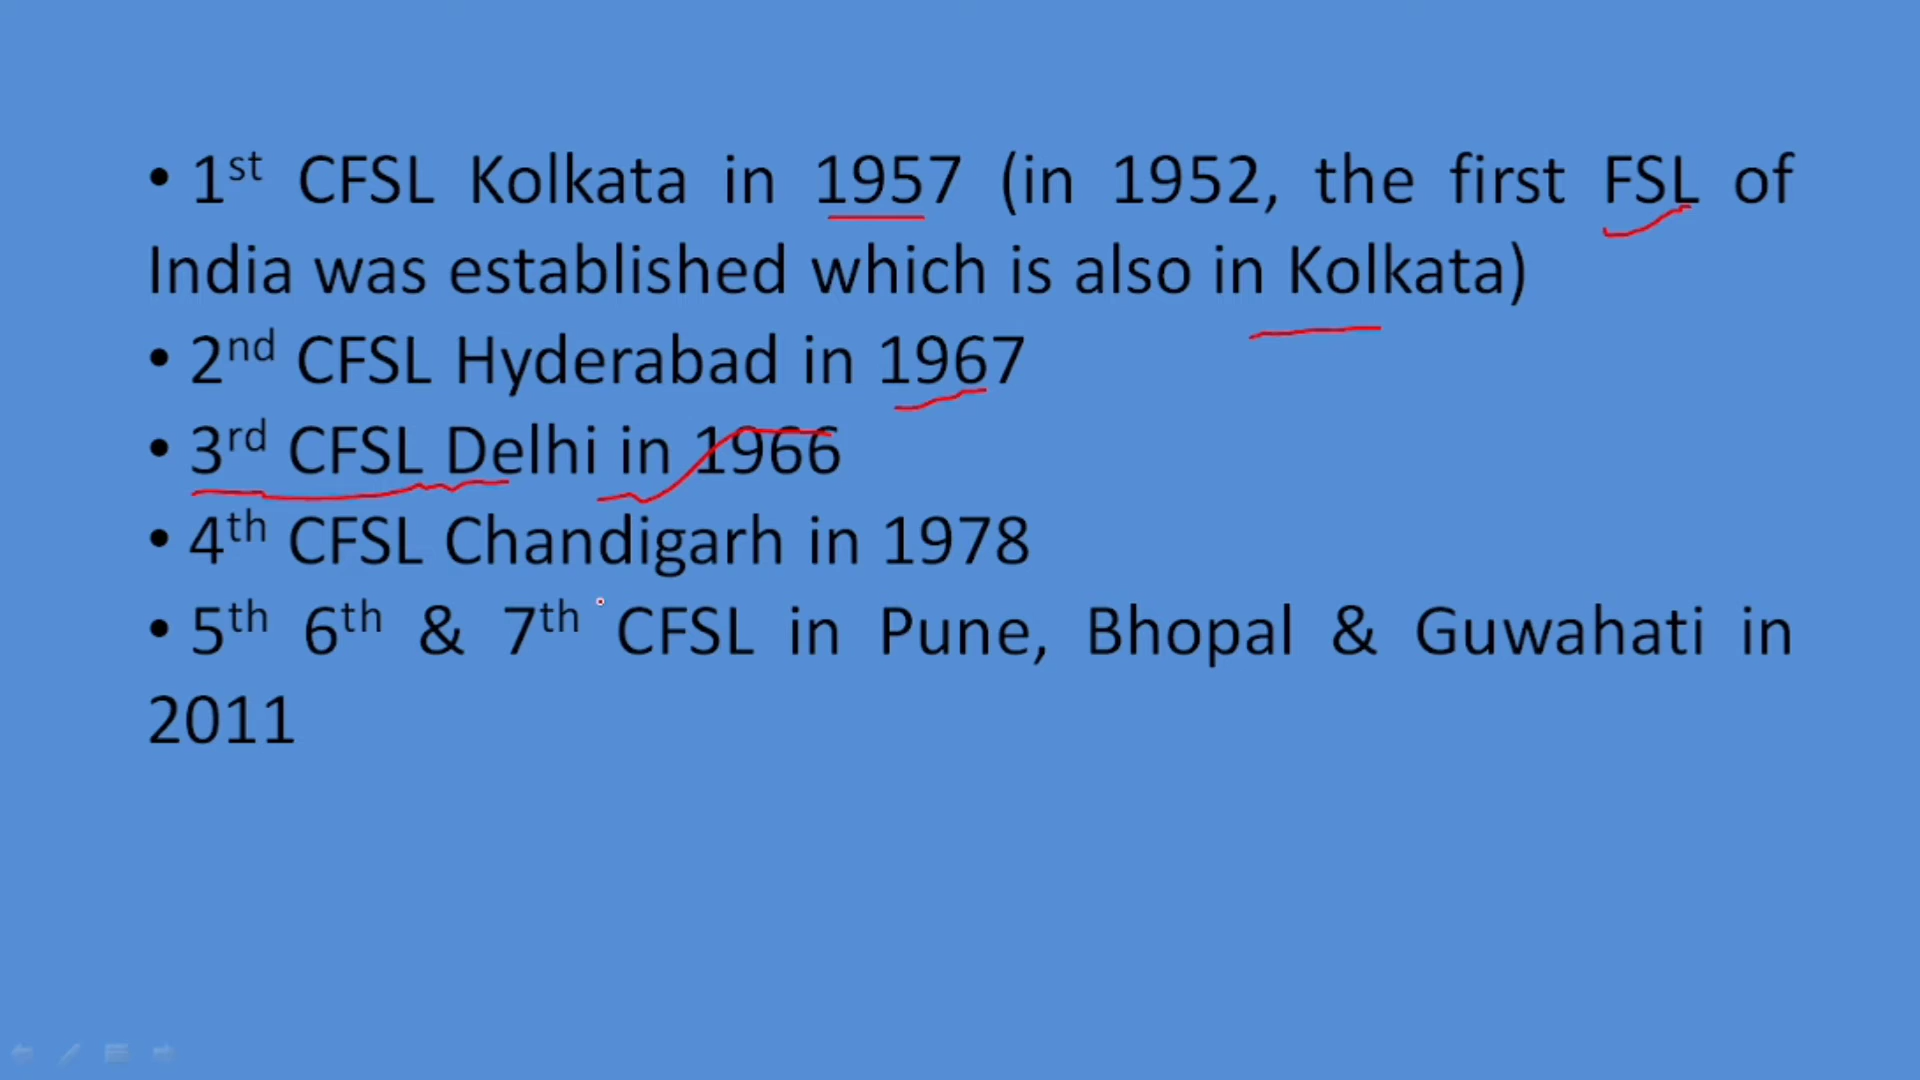 • 1st CFSL Kolkata in 1957 (in 1952, the first FSL of
India was established which is also in Kolkata)
• 2nd CFSL Hyderabad in 1967
• 3rd CFSL Delhi in 1966
• 4th CFSL Chandigarh in 1978
• 5th 6th & 7th CFSL in Pune, Bhopal & Guwahati in
2011